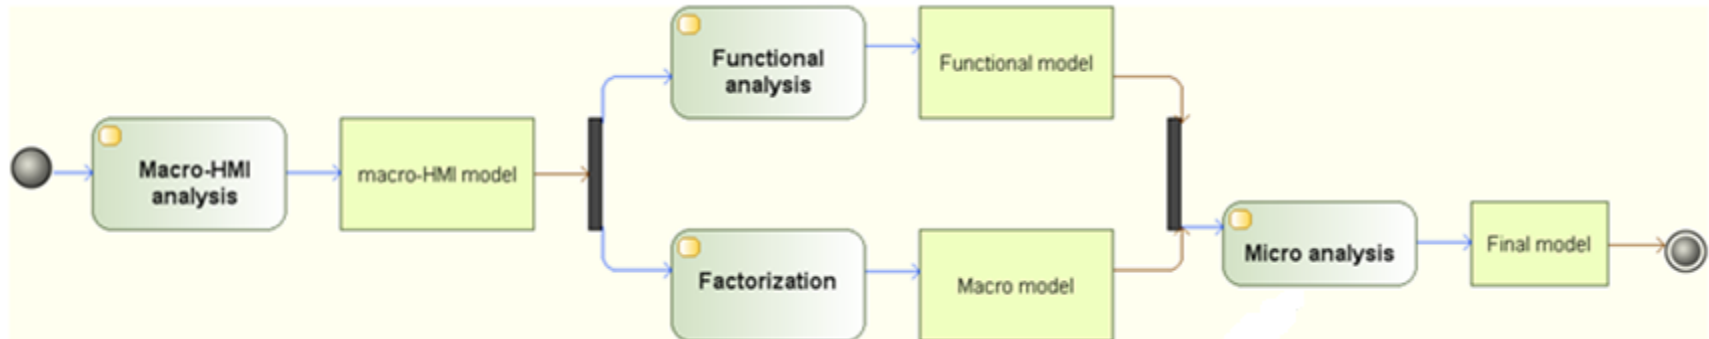 Macro-HMI
analysis
macro-HMI model
Functional
analysis
Functional model
Factorization
Macro model
Micro analysis
Final model